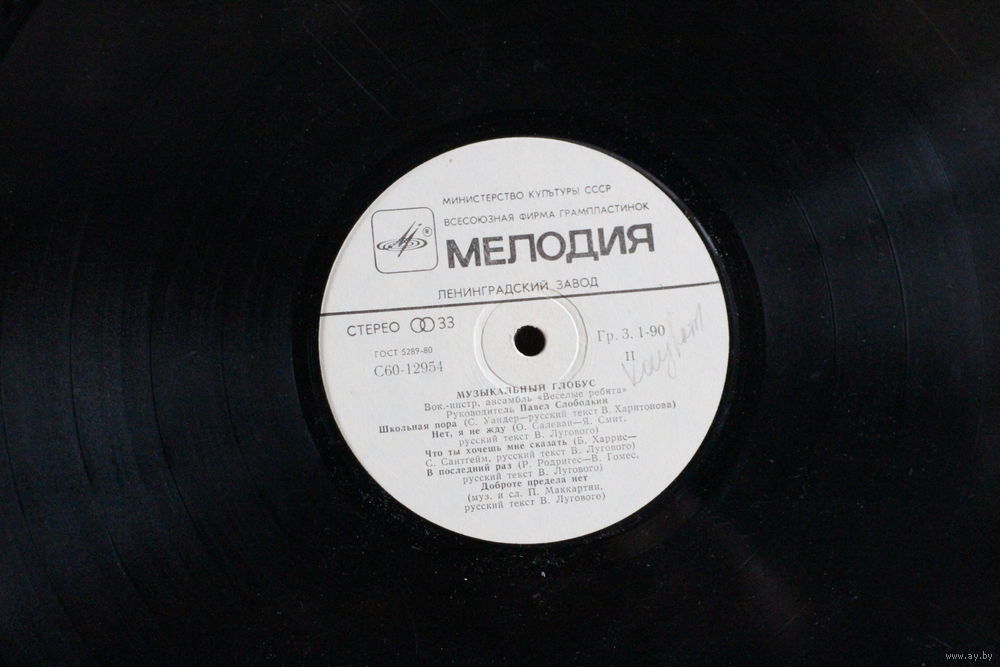 МИНИСТЕРСТВО КУЛЬТУРЫ СССР
ВСЕСОЮЗНАЯ ФИРМА ГРАМПЛАСТИНОК
®
МЕЛОДИЯ
ЛЕНИНГРАДСКИЙ ЗАВОД
СТЕРЕО 33
Гр. 3. 1-90
ГОСТ 5289-80
II
С60-12954
МУЗЫКАЛЬНЫЙ ГЛОБУС
Вок.-инстр. ансамбль «Веселые ребята»
Руководитель Павел Слободкин
Школьная пора (С. Уандер—русский текст В. Харитонова)
Нет, я не жду (О. Салеван—Я. Смит,
русский текст В. Лугового)
Что ты хочешь мне сказать (Б. Харрис—
С. Сантгейм, русский текст В. Лугового)
В последний раз (Р. Родригес—В. Гомес,
русский текст В. Лугового)
Доброте предела нет
(муз. и сл. П. Маккартни,
русский текст В. Лугового)
www.ay.by